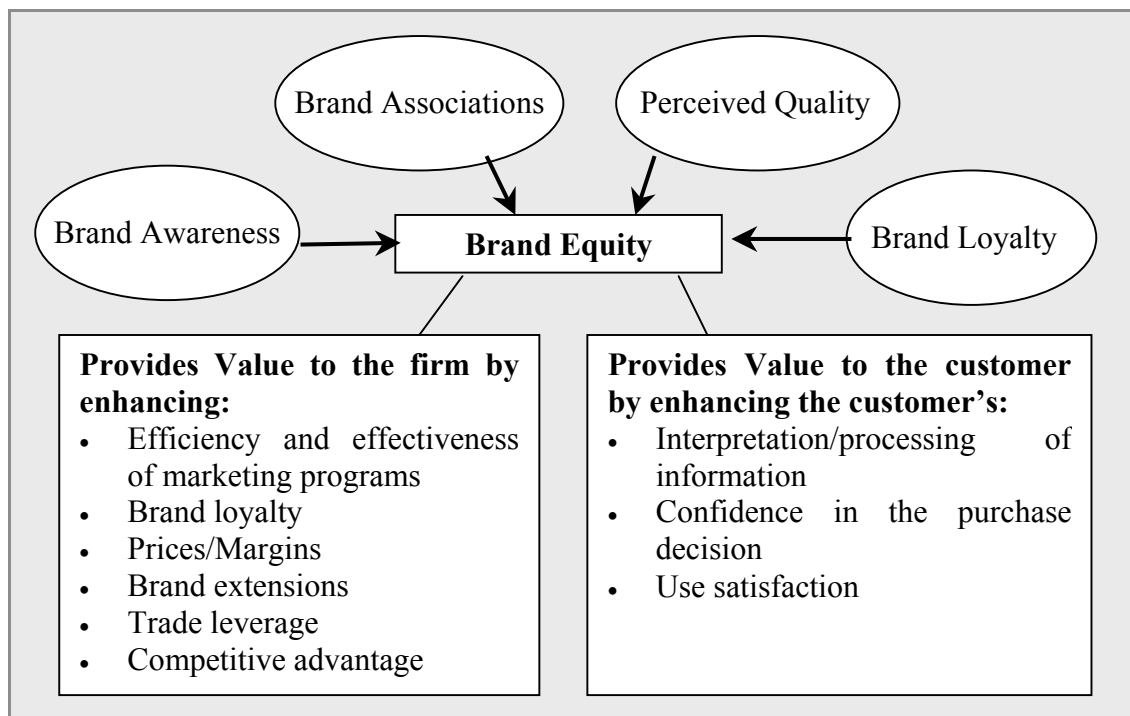 Brand Associations
Perceived Quality
Brand Awareness
Brand Equity
Brand Loyalty
Provides Value to the firm by
enhancing:
• Efficiency and effectiveness
of marketing programs
• Brand loyalty
• Prices/Margins
• Brand extensions
• Trade leverage
• Competitive advantage
Provides Value to the customer
by enhancing the customer’s:
• Interpretation/processing of
information
• Confidence in the purchase
decision
• Use satisfaction